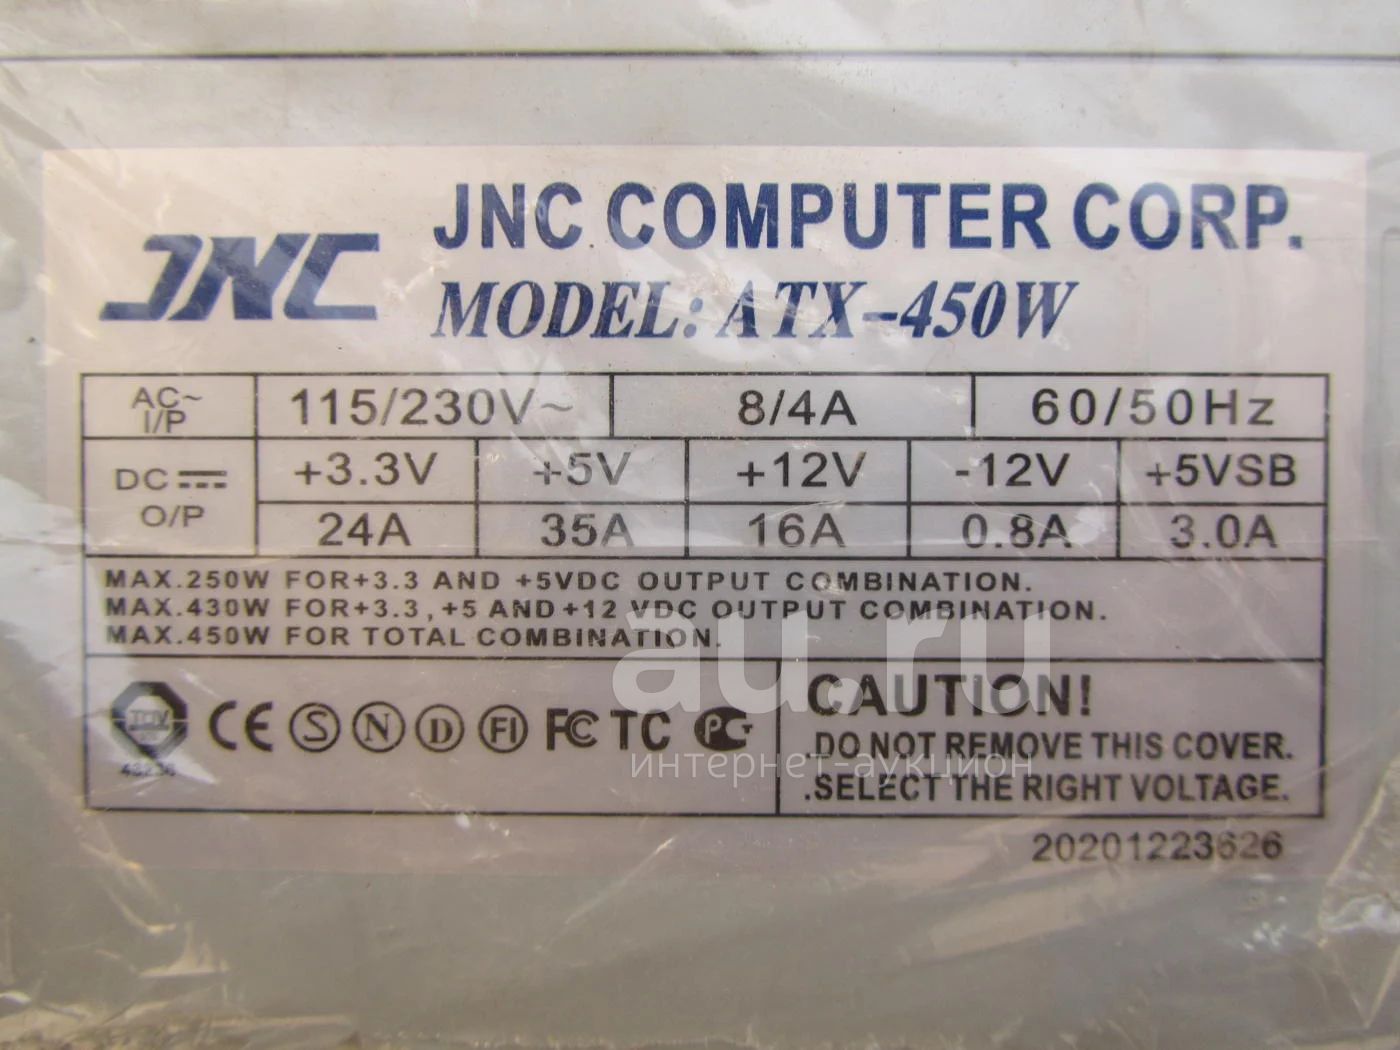 JNC
JNC COMPUTER CORP.
MODEL: ATX-450W
AC~ I/P 115/230V~ 8/4A 60/50Hz
DC O/P +3.3V +5V +12V -12V +5VSB
24A 35A 16A 0.8A 3.0A
MAX.250W FOR+3.3 AND +5VDC OUTPUT COMBINATION.
MAX.430W FOR+3.3, +5 AND+12 VDC OUTPUT COMBINATION.
MAX.450W FOR TOTAL COMBINATION.
TÜV CE S N D FI FC TC PG
CAUTION!
.DO NOT REMOVE THIS COVER.
.SELECT THE RIGHT VOLTAGE.
20201223626
au.ru
интернет-аукцион